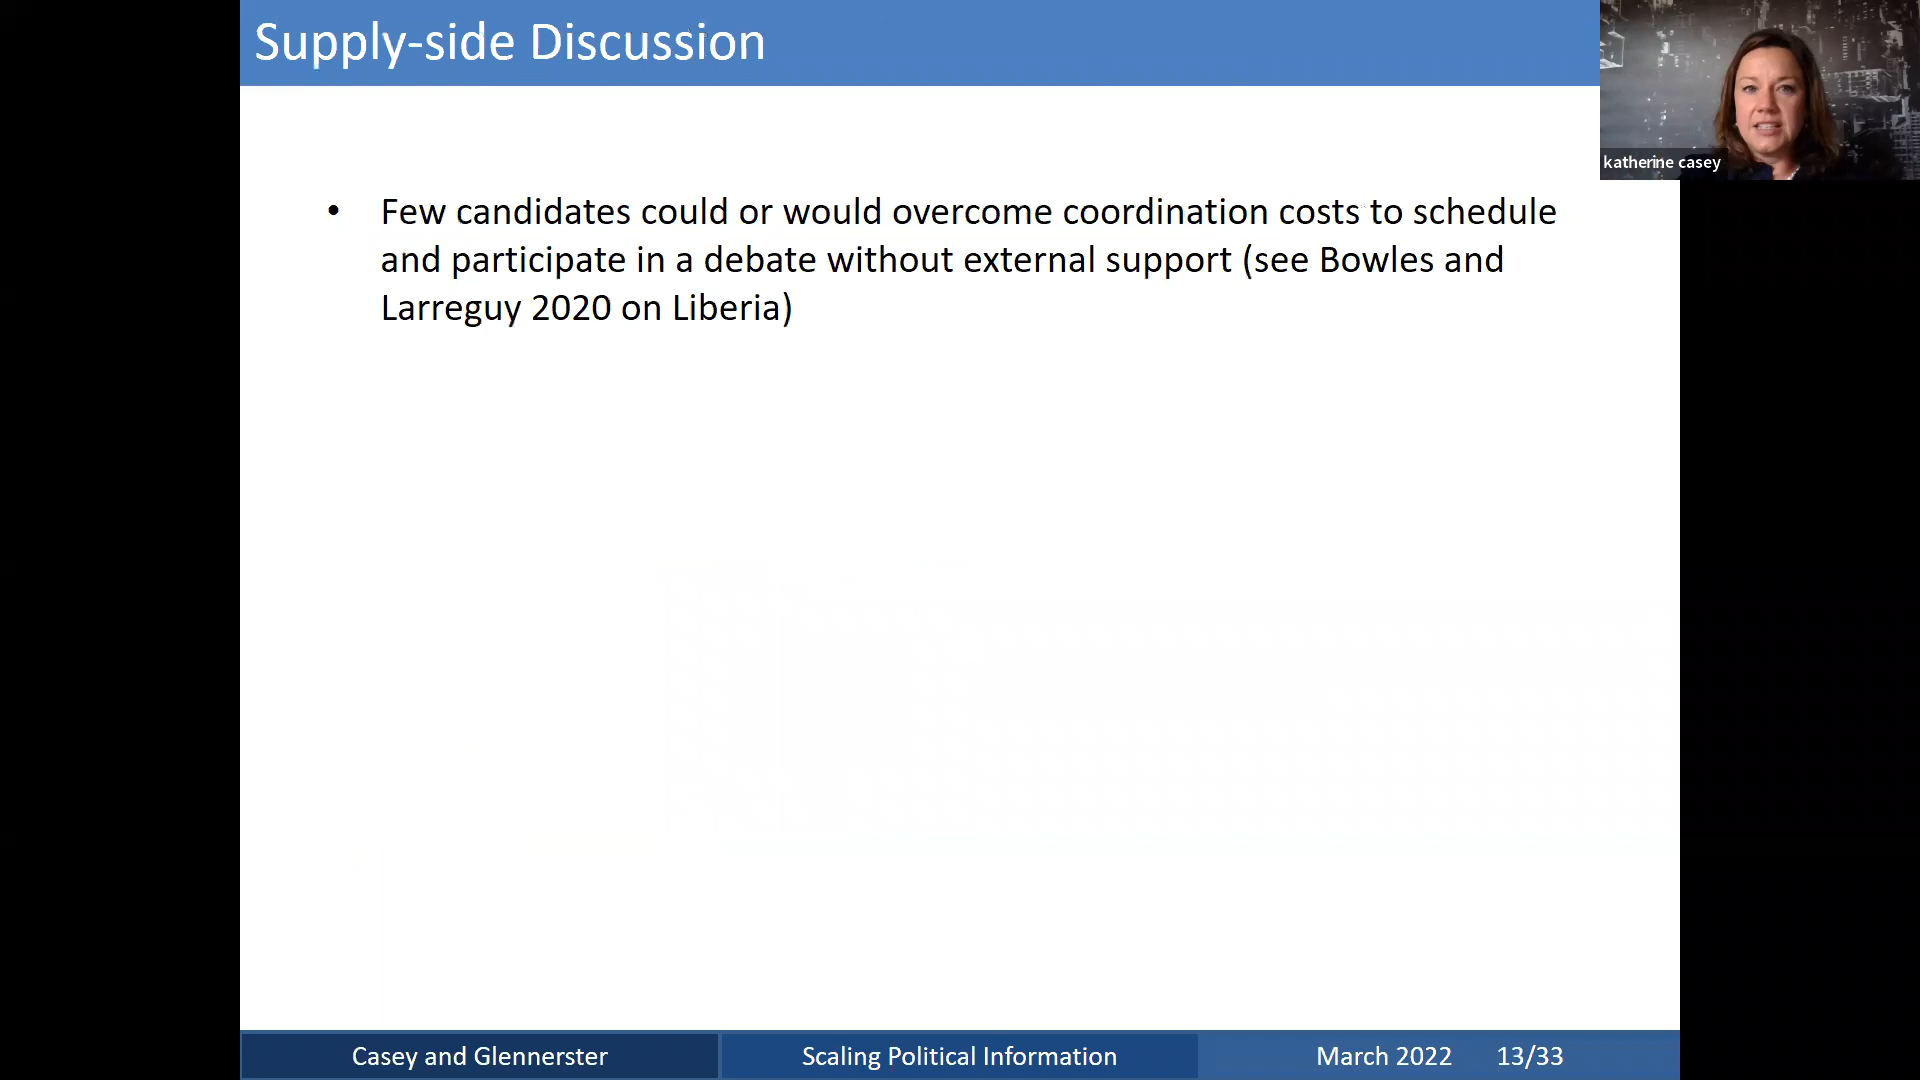 Supply-side Discussion
katherine casey
• Few candidates could or would overcome coordination costs to schedule
and participate in a debate without external support (see Bowles and
Larreguy 2020 on Liberia)
Casey and Glennerster
Scaling Political Information
March 2022 13/33